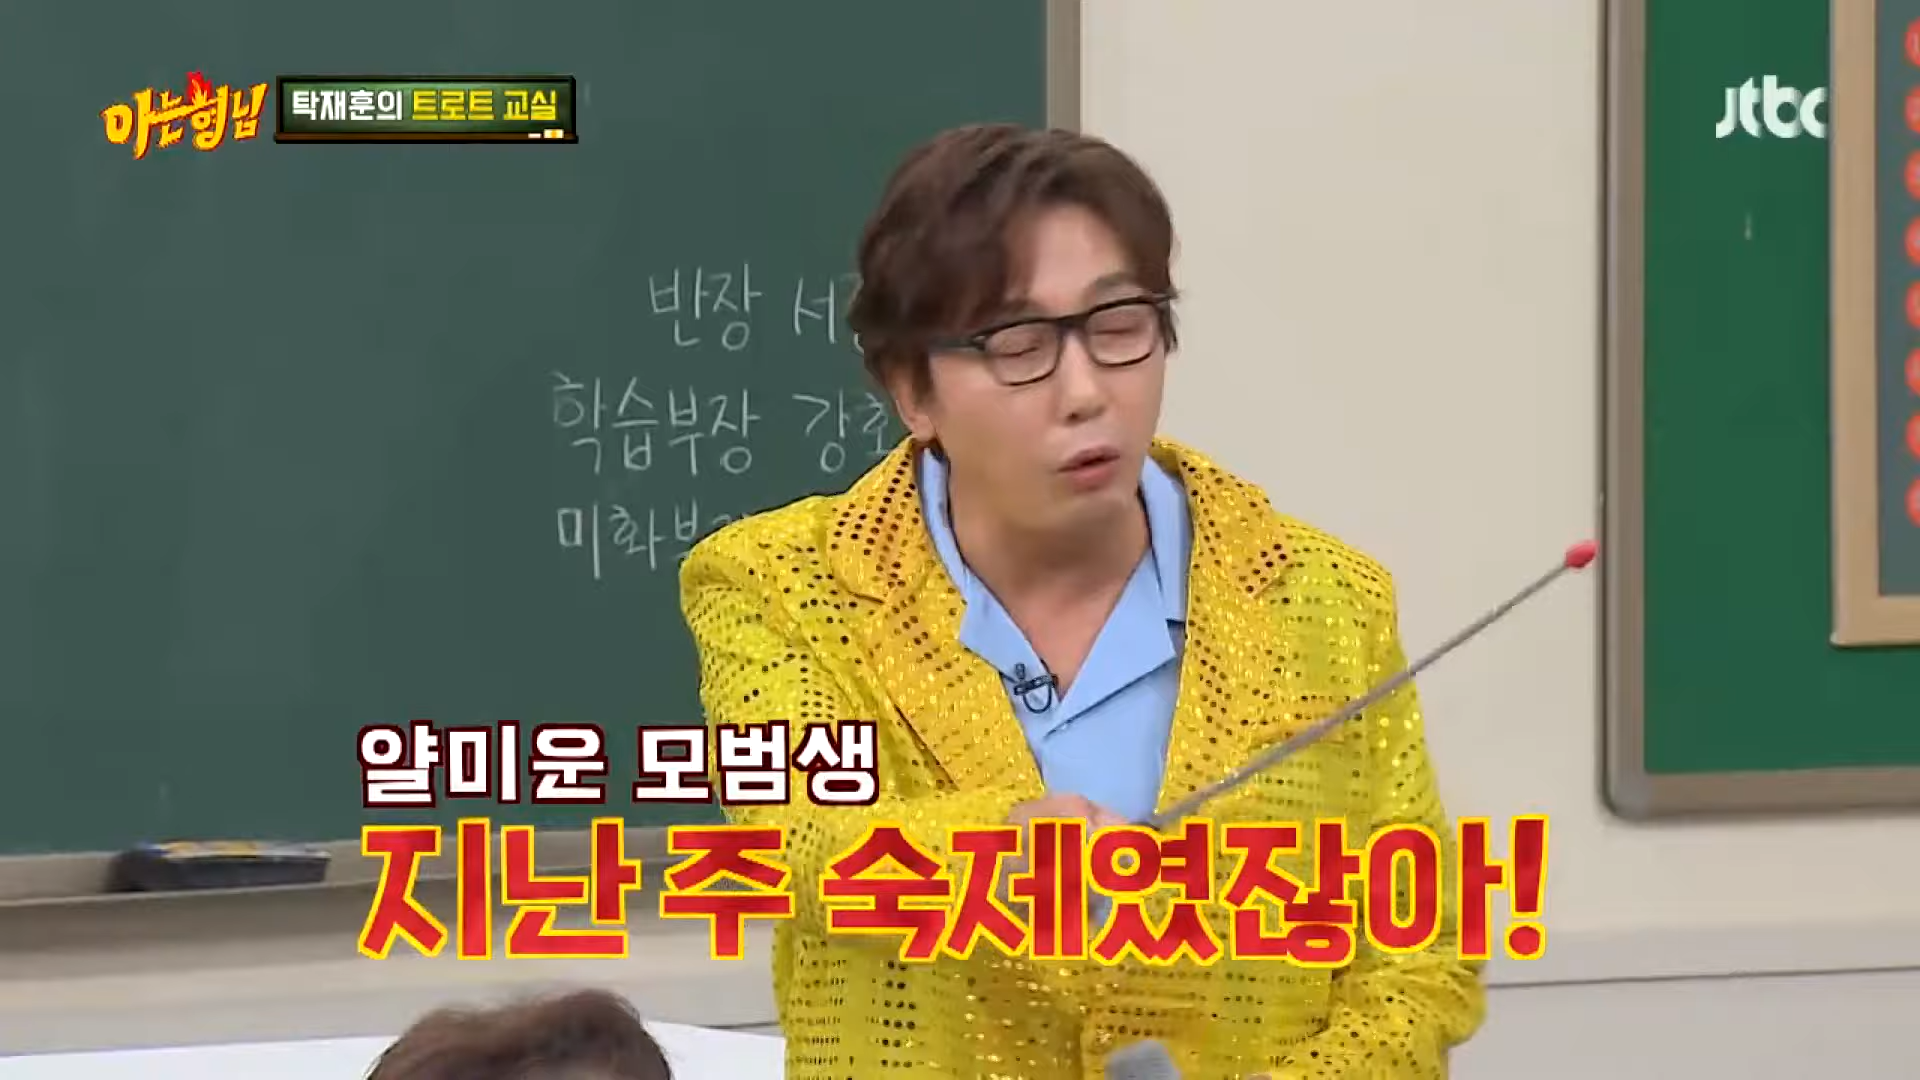 아는형님
탁재훈의 트로트 교실
jtbc
반장 서
학습부장 강호
미화부
얄미운 모범생
지난 주 숙제였잖아!